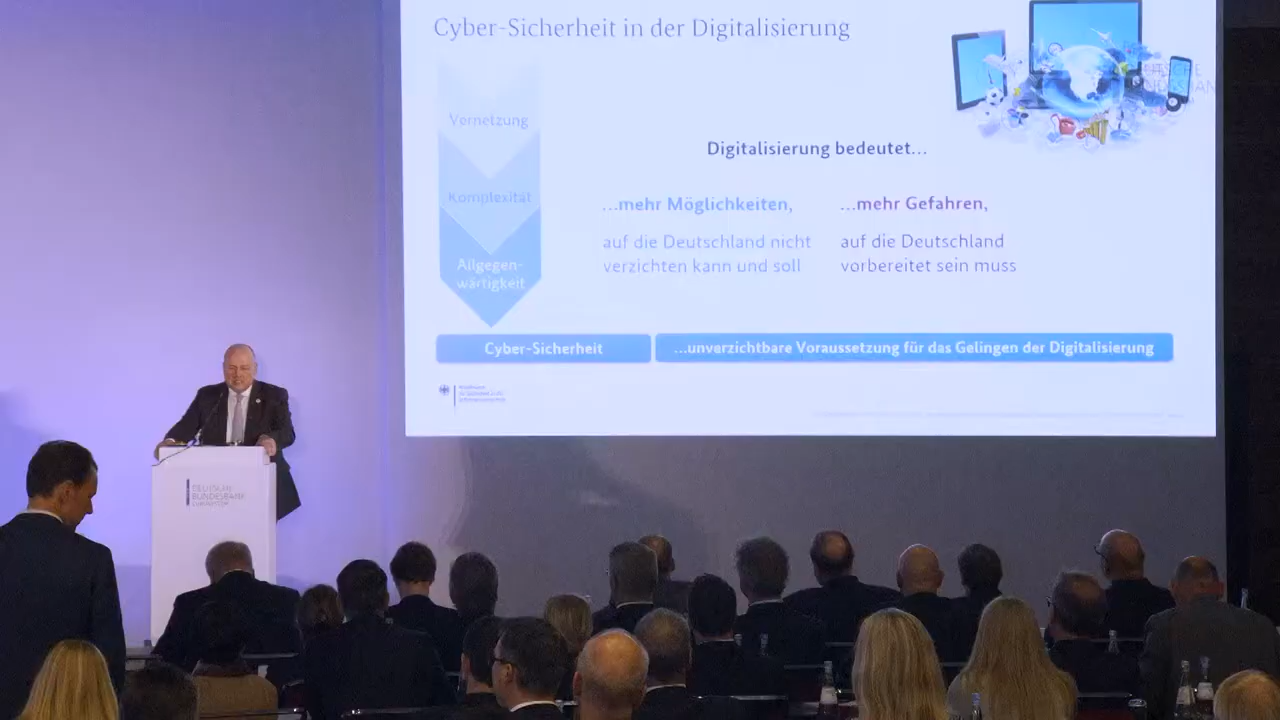 Cyber-Sicherheit in der Digitalisierung
Vernetzung
Komplexität
Allgegen-
wärtigkeit
Digitalisierung bedeutet...
...mehr Möglichkeiten,
auf die Deutschland nicht
verzichten kann und soll
...mehr Gefahren,
auf die Deutschland
vorbereitet sein muss
Cyber-Sicherheit
...unverzichtbare Voraussetzung für das Gelingen der Digitalisierung
DEUTSCHE
BUNDESBANK
EUROSYSTEM